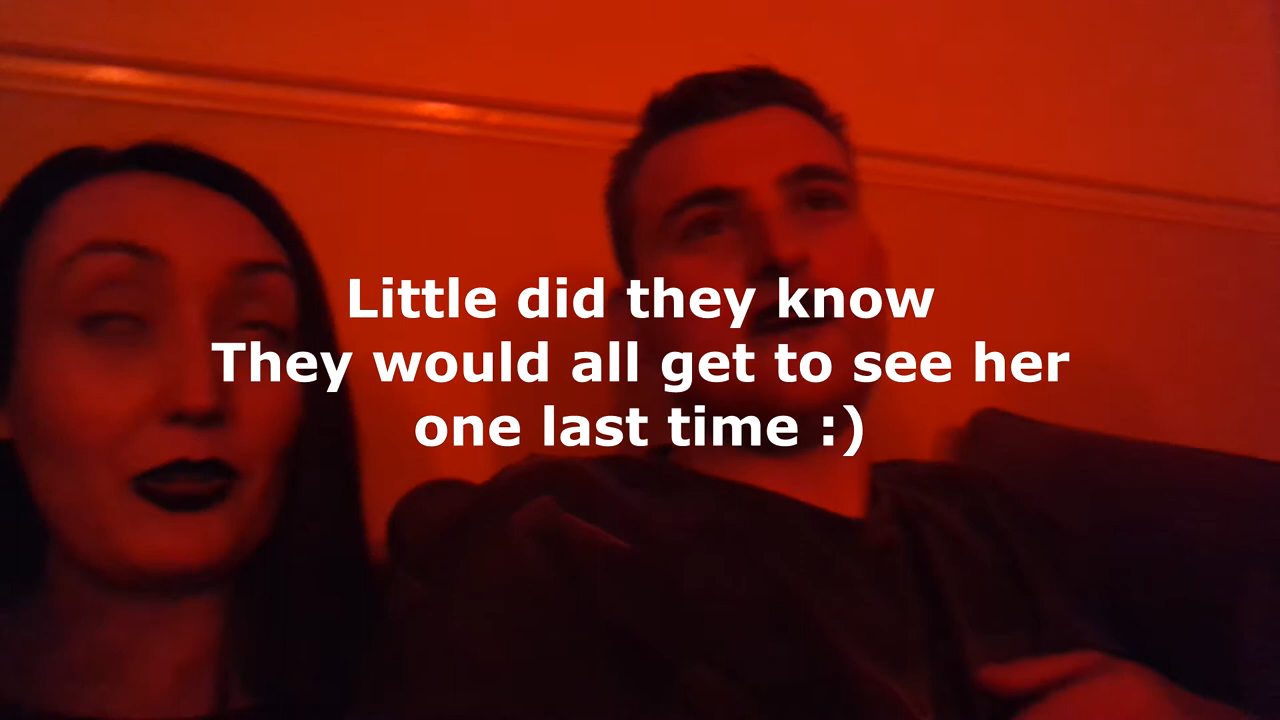 Little did they know
They would all get to see her
one last time :)